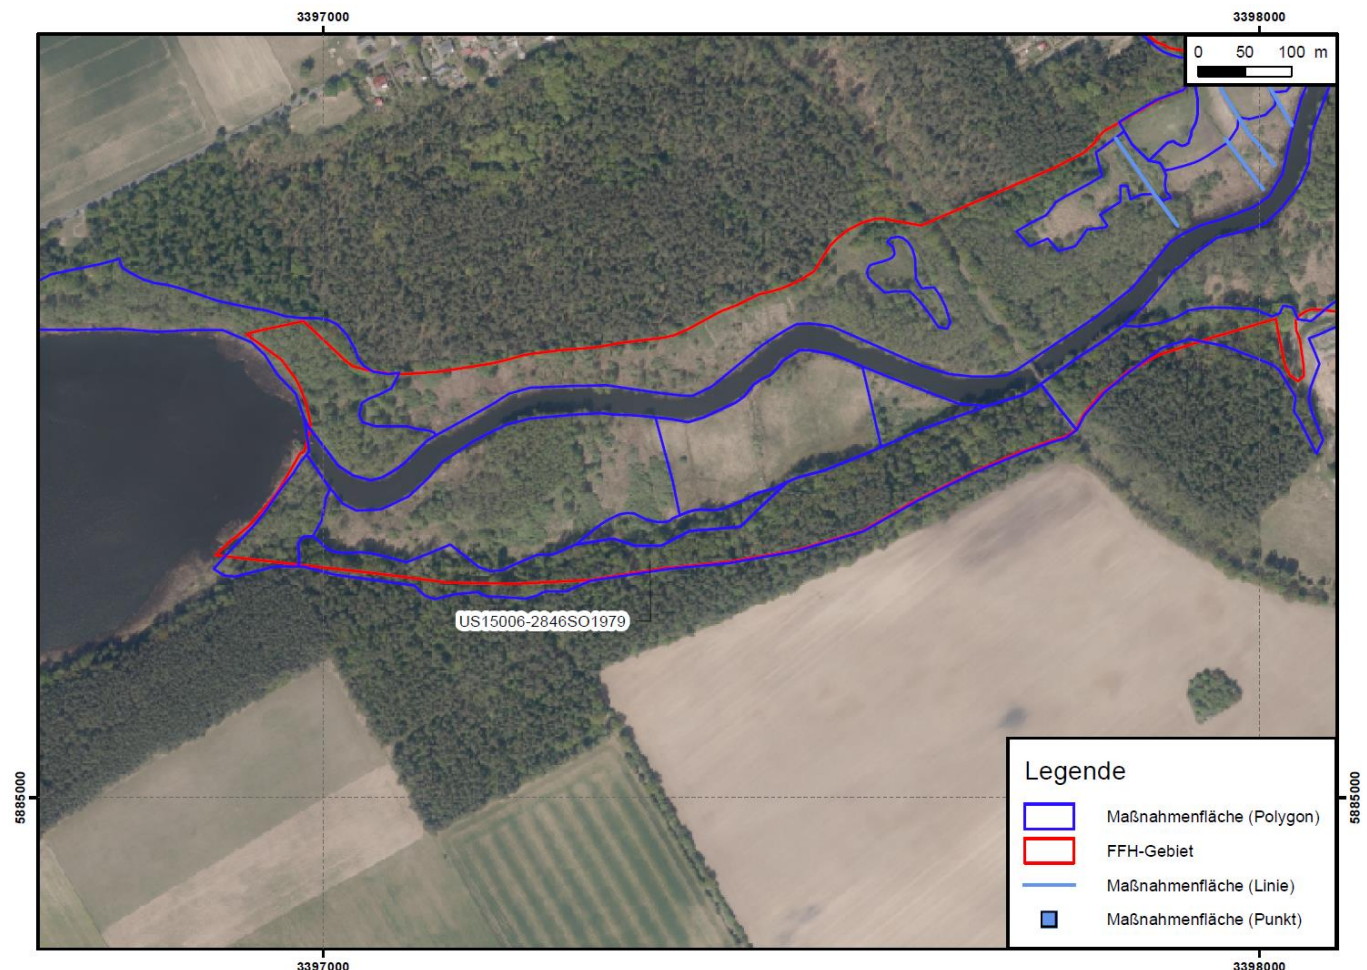 3397000
3398000
0 50 100 m
US15006-2846SO1979
5885000
5885000
Legende
Maßnahmenfläche (Polygon)
FFH-Gebiet
Maßnahmenfläche (Linie)
Maßnahmenfläche (Punkt)
3397000
3398000